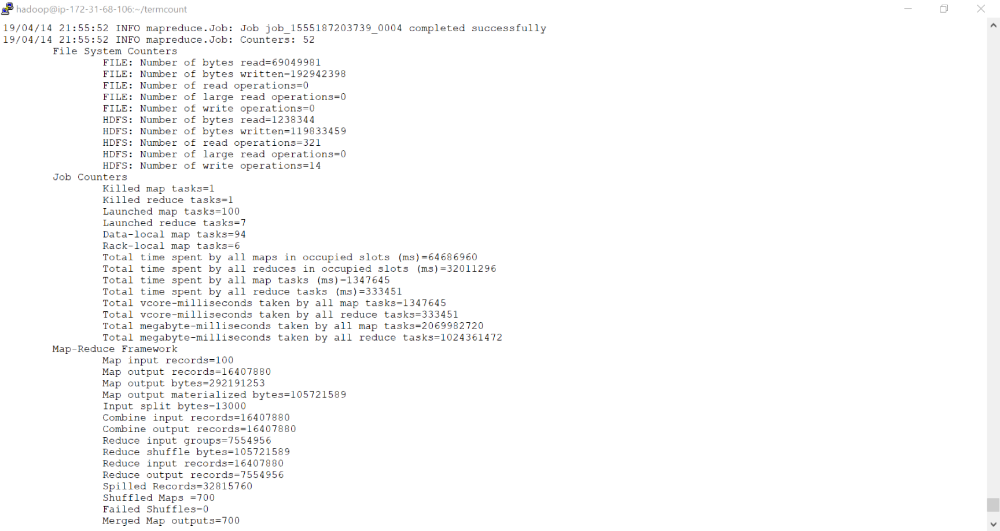 hadoop@ip-172-31-68-106:~/termcount
19/04/14 21:55:52 INFO mapreduce.Job: Job job_1555187203739_0004 completed successfully
19/04/14 21:55:52 INFO mapreduce.Job: Counters: 52
File System Counters
FILE: Number of bytes read=69049981
FILE: Number of bytes written=192942398
FILE: Number of read operations=0
FILE: Number of large read operations=0
FILE: Number of write operations=0
HDFS: Number of bytes read=1238344
HDFS: Number of bytes written=119833459
HDFS: Number of read operations=321
HDFS: Number of large read operations=0
HDFS: Number of write operations=14
Job Counters
Killed map tasks=1
Killed reduce tasks=1
Launched map tasks=100
Launched reduce tasks=7
Data-local map tasks=94
Rack-local map tasks=6
Total time spent by all maps in occupied slots (ms)=64686960
Total time spent by all reduces in occupied slots (ms)=32011296
Total time spent by all map tasks (ms)=1347645
Total time spent by all reduce tasks (ms)=333451
Total vcore-milliseconds taken by all map tasks=1347645
Total vcore-milliseconds taken by all reduce tasks=333451
Total megabyte-milliseconds taken by all map tasks=2069982720
Total megabyte-milliseconds taken by all reduce tasks=1024361472
Map-Reduce Framework
Map input records=100
Map output records=16407880
Map output bytes=292191253
Map output materialized bytes=105721589
Input split bytes=13000
Combine input records=16407880
Combine output records=16407880
Reduce input groups=7554956
Reduce shuffle bytes=105721589
Reduce input records=16407880
Reduce output records=7554956
Spilled Records=32815760
Shuffled Maps =700
Failed Shuffles=0
Merged Map outputs=700